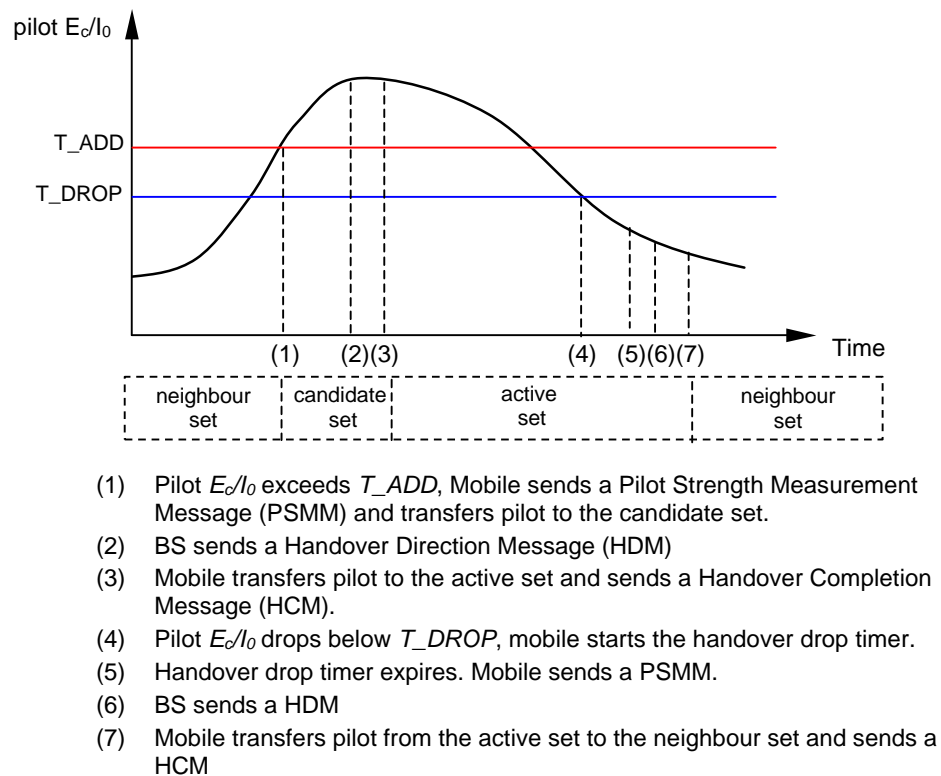 pilot Ec/I0
T_ADD
T_DROP
(1) (2)(3) (4) (5)(6)(7) Time
neighbour set
candidate set
active set
neighbour set
(1) Pilot Ec/I0 exceeds T_ADD, Mobile sends a Pilot Strength Measurement
Message (PSMM) and transfers pilot to the candidate set.
(2) BS sends a Handover Direction Message (HDM)
(3) Mobile transfers pilot to the active set and sends a Handover Completion
Message (HCM).
(4) Pilot Ec/I0 drops below T_DROP, mobile starts the handover drop timer.
(5) Handover drop timer expires. Mobile sends a PSMM.
(6) BS sends a HDM
(7) Mobile transfers pilot from the active set to the neighbour set and sends a
HCM